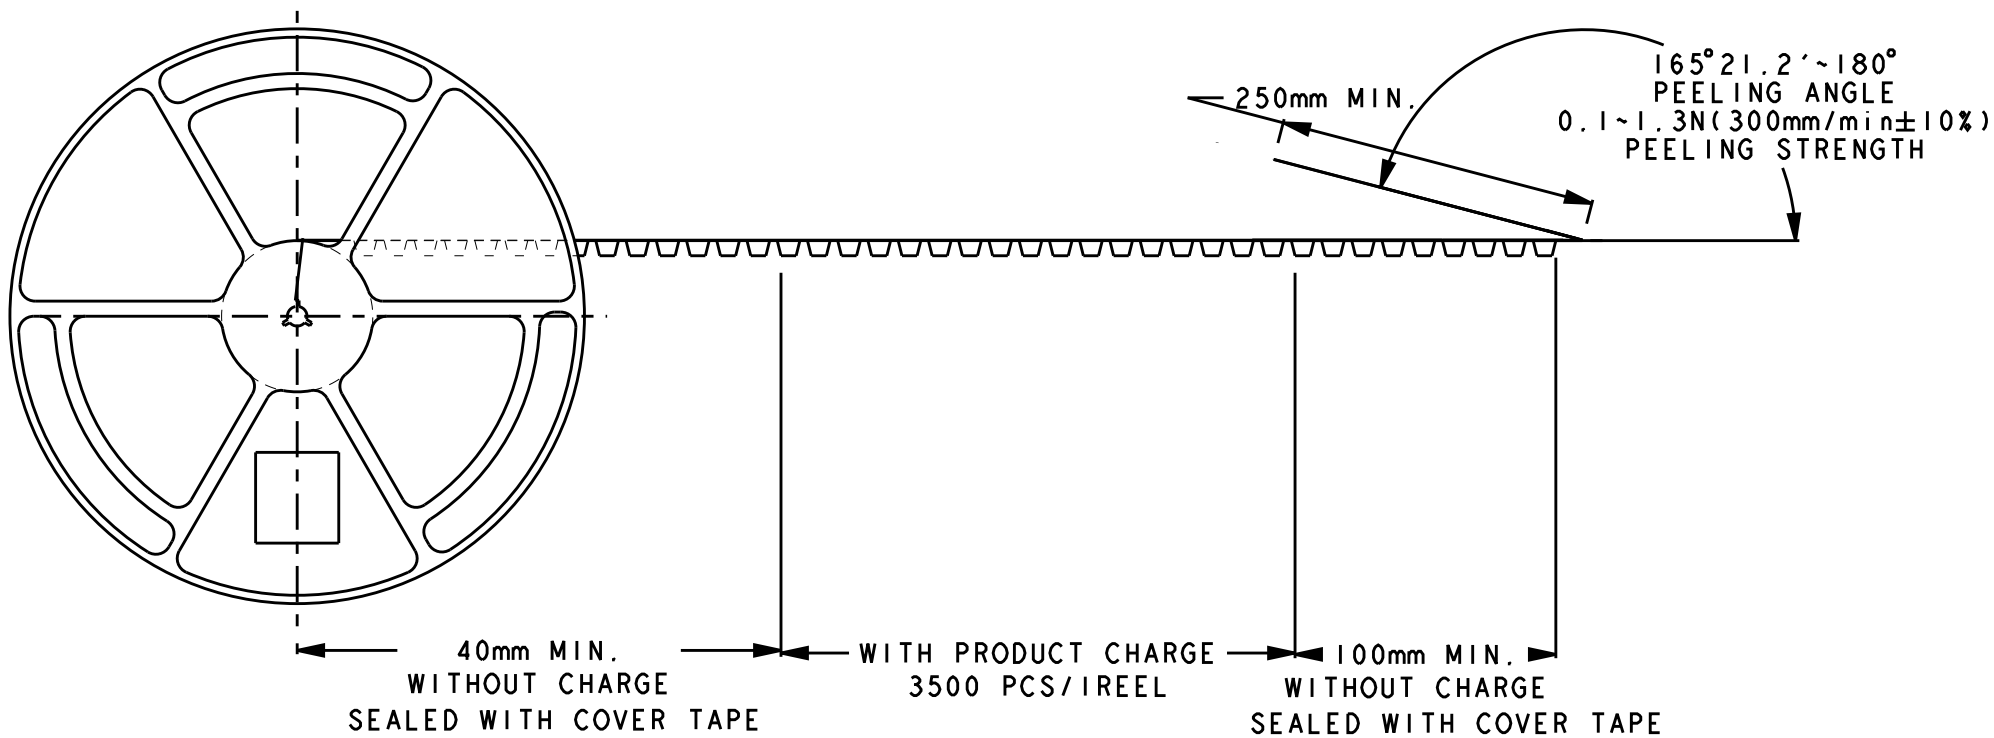 165°21.2´~180°
PEELING ANGLE
0.1~1.3N(300mm/min±10%)
PEELING STRENGTH
250mm MIN.
40mm MIN.
WITHOUT CHARGE
SEALED WITH COVER TAPE
WITH PRODUCT CHARGE
3500 PCS/1REEL
100mm MIN.
WITHOUT CHARGE
SEALED WITH COVER TAPE